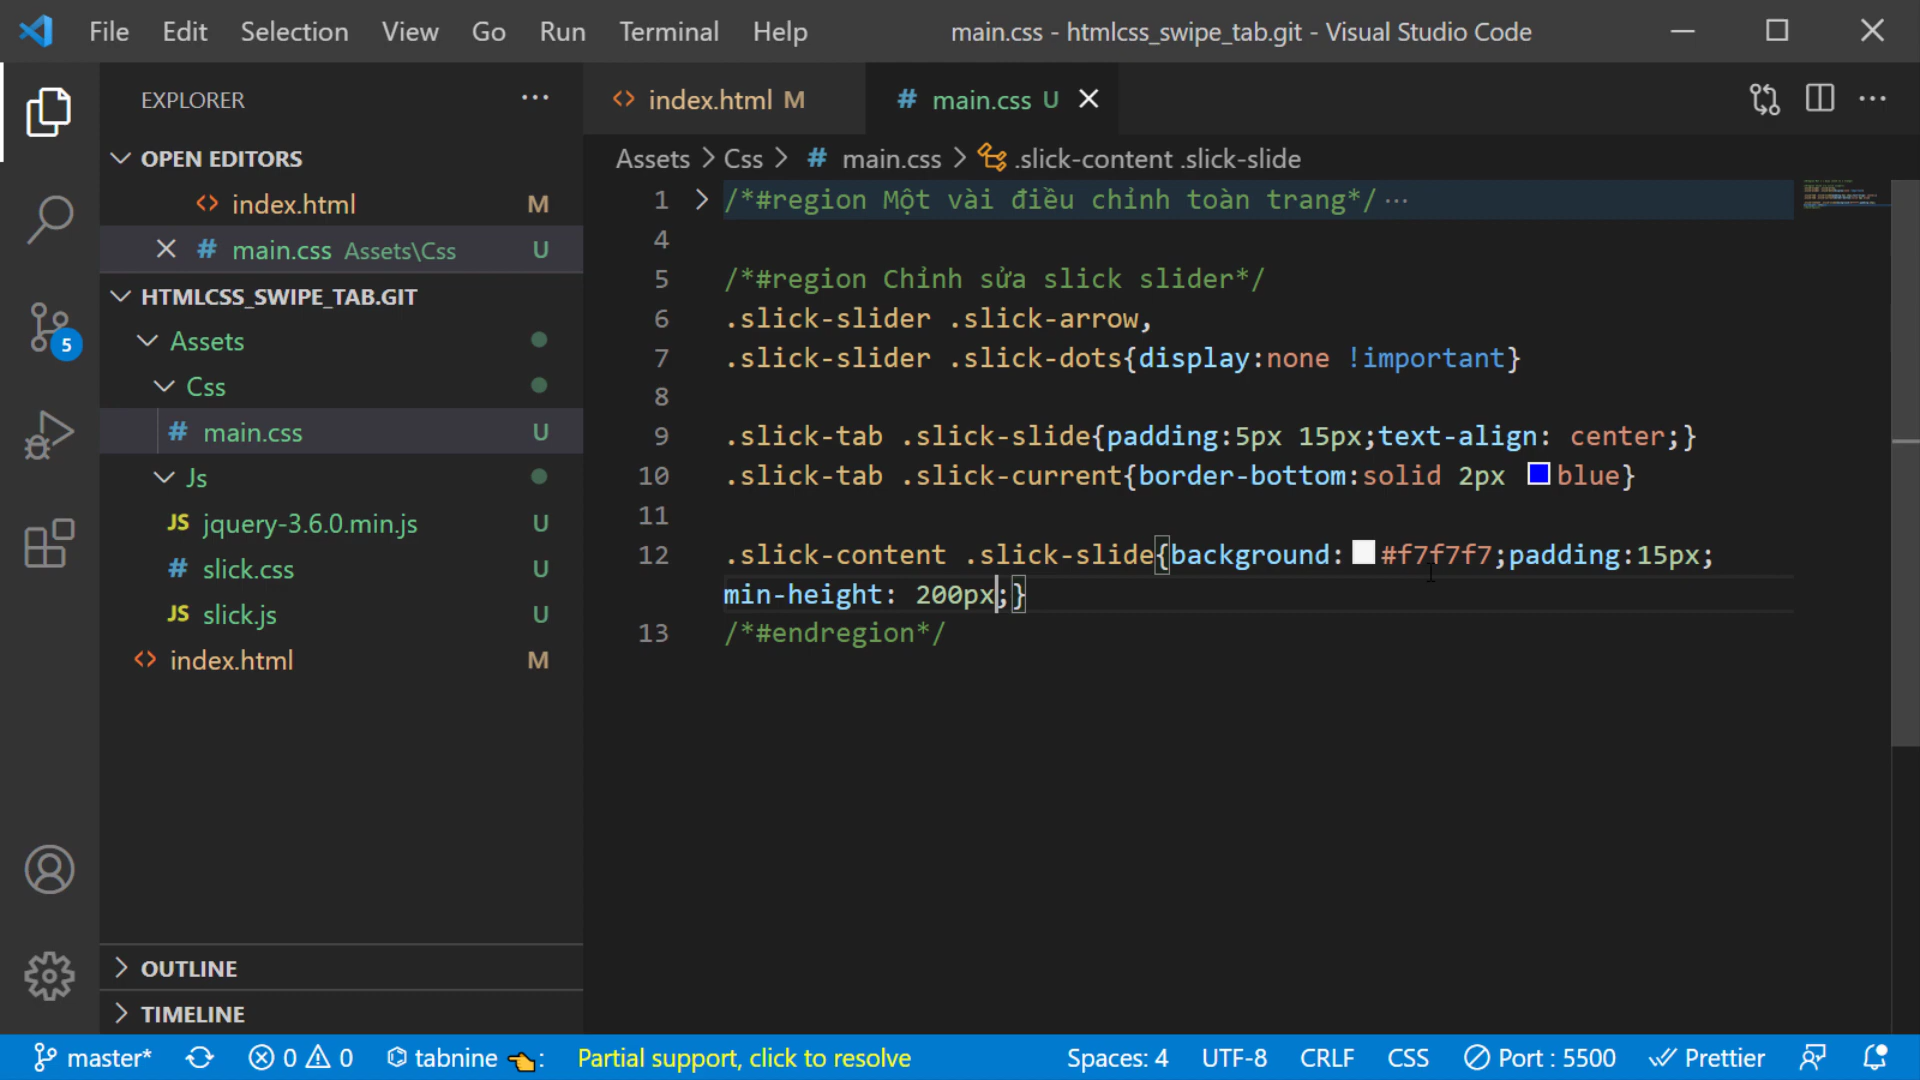 File Edit Selection View Go Run Terminal Help main.css - htmlcss_swipe_tab.git - Visual Studio Code
EXPLORER
OPEN EDITORS
index.html M
main.css Assets\Css U
HTMLCSS_SWIPE_TAB.GIT
Assets
Css
main.css U
Js
JS jquery-3.6.0.min.js U
slick.css U
JS slick.js U
index.html M
OUTLINE
TIMELINE
5
index.html M
main.css U
Assets > Css > # main.css > .slick-content .slick-slide
1 /*#region Một vài điều chỉnh toàn trang*/ ···
4
5 /*#region Chỉnh sửa slick slider*/
6 .slick-slider .slick-arrow,
7 .slick-slider .slick-dots{display:none !important}
8
9 .slick-tab .slick-slide{padding:5px 15px;text-align: center;}
10 .slick-tab .slick-current{border-bottom:solid 2px blue}
11
12 .slick-content .slick-slide{background: #f7f7f7;padding:15px;
min-height: 200px;}
13 /*#endregion*/
master* 0 0 tabnine 👈: Partial support, click to resolve Spaces: 4 UTF-8 CRLF CSS Port : 5500 Prettier